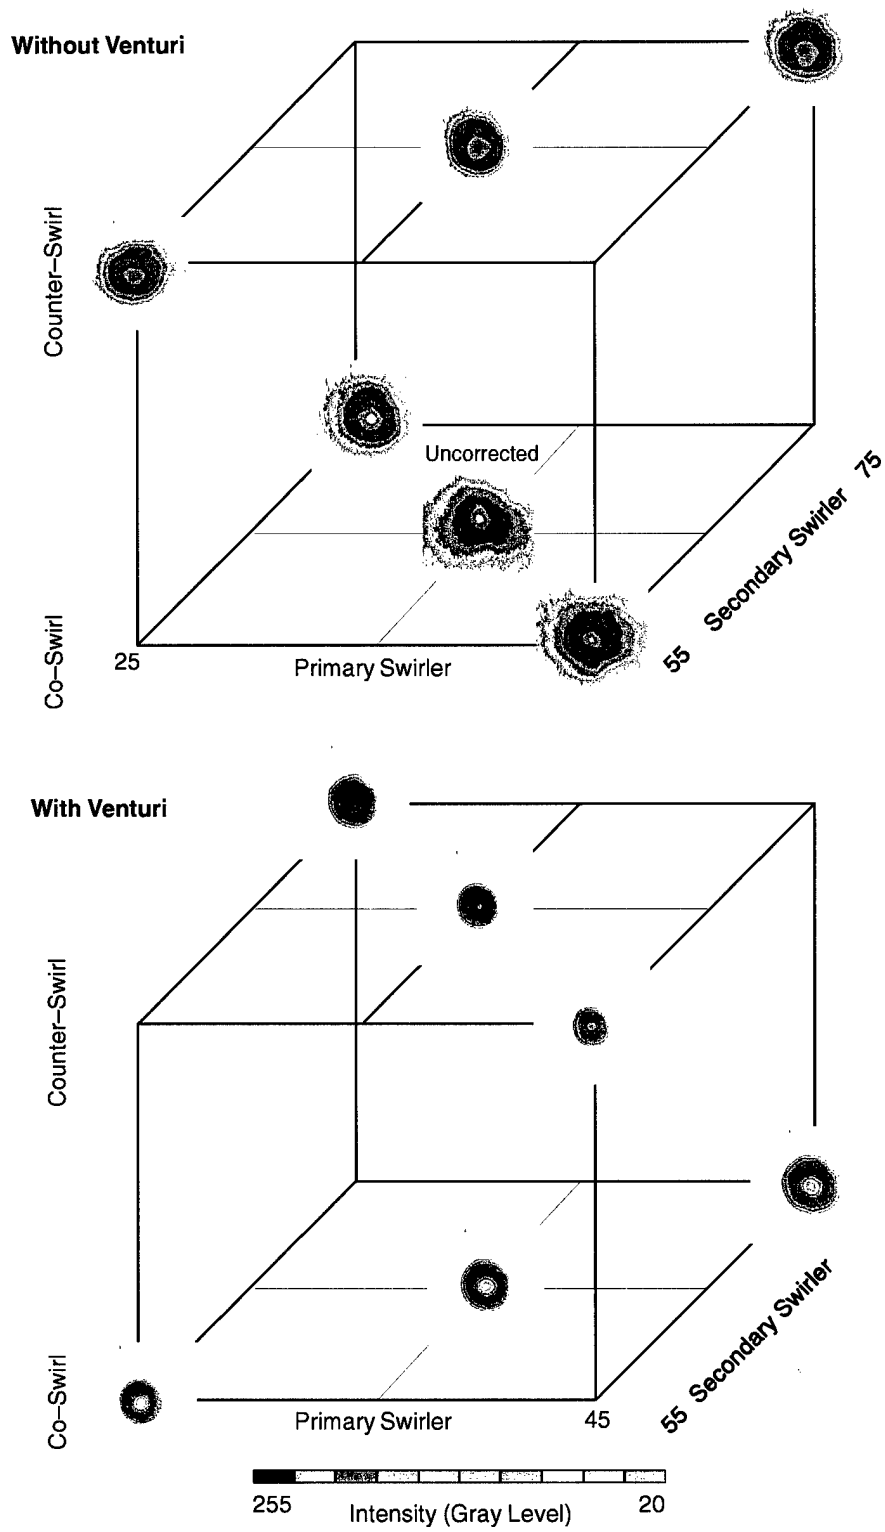 Without Venturi
Counter–Swirl
Uncorrected
75
Secondary Swirler
55
Co–Swirl
25
Primary Swirler
With Venturi
Counter–Swirl
Secondary Swirler
55
Co–Swirl
Primary Swirler
45
255
Intensity (Gray Level)
20